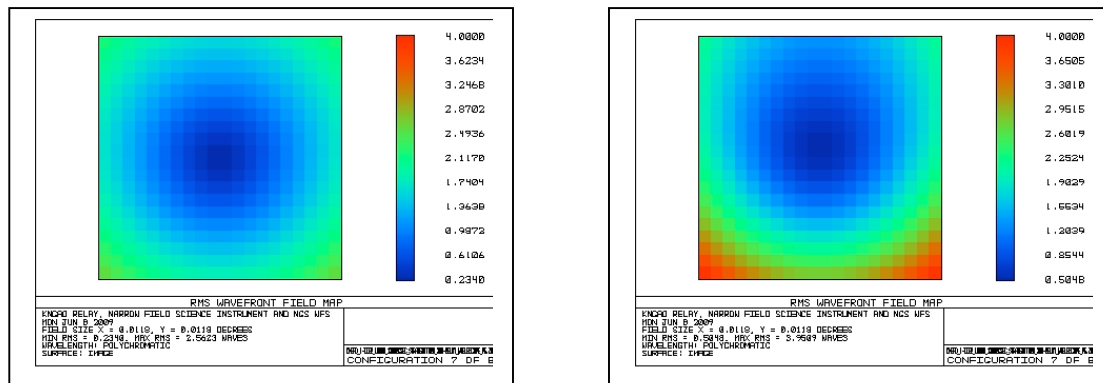 4.0000
3.6234
3.2468
2.8702
2.4936
2.1170
1.7404
1.3638
0.9872
0.6106
0.2340
RMS WAVEFRONT FIELD MAP
KNGAO RELAY, NARROW FIELD SCIENCE INSTRUMENT AND NGS WFS
MON JUN 8 2009
FIELD SIZE X = 0.0118, Y = 0.0118 DEGREES
MIN RMS = 0.2340, MAX RMS = 2.5623 WAVES
WAVELENGTH: POLYCHROMATIC
SURFACE: IMAGE
CONFIGURATION 7 OF 8
4.0000
3.6505
3.3010
2.9515
2.6019
2.2524
1.9029
1.5534
1.2039
0.8544
0.5048
RMS WAVEFRONT FIELD MAP
KNGAO RELAY, NARROW FIELD SCIENCE INSTRUMENT AND NGS WFS
MON JUN 8 2009
FIELD SIZE X = 0.0118, Y = 0.0118 DEGREES
MIN RMS = 0.5048, MAX RMS = 3.9509 WAVES
WAVELENGTH: POLYCHROMATIC
SURFACE: IMAGE
CONFIGURATION 7 OF 8